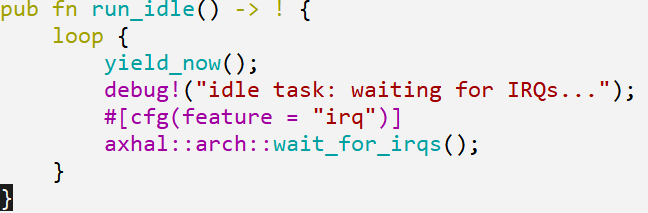 pub fn run_idle() -> ! {
    loop {
        yield_now();
        debug!("idle task: waiting for IRQs...");
        #[cfg(feature = "irq")]
        axhal::arch::wait_for_irqs();
    }
}